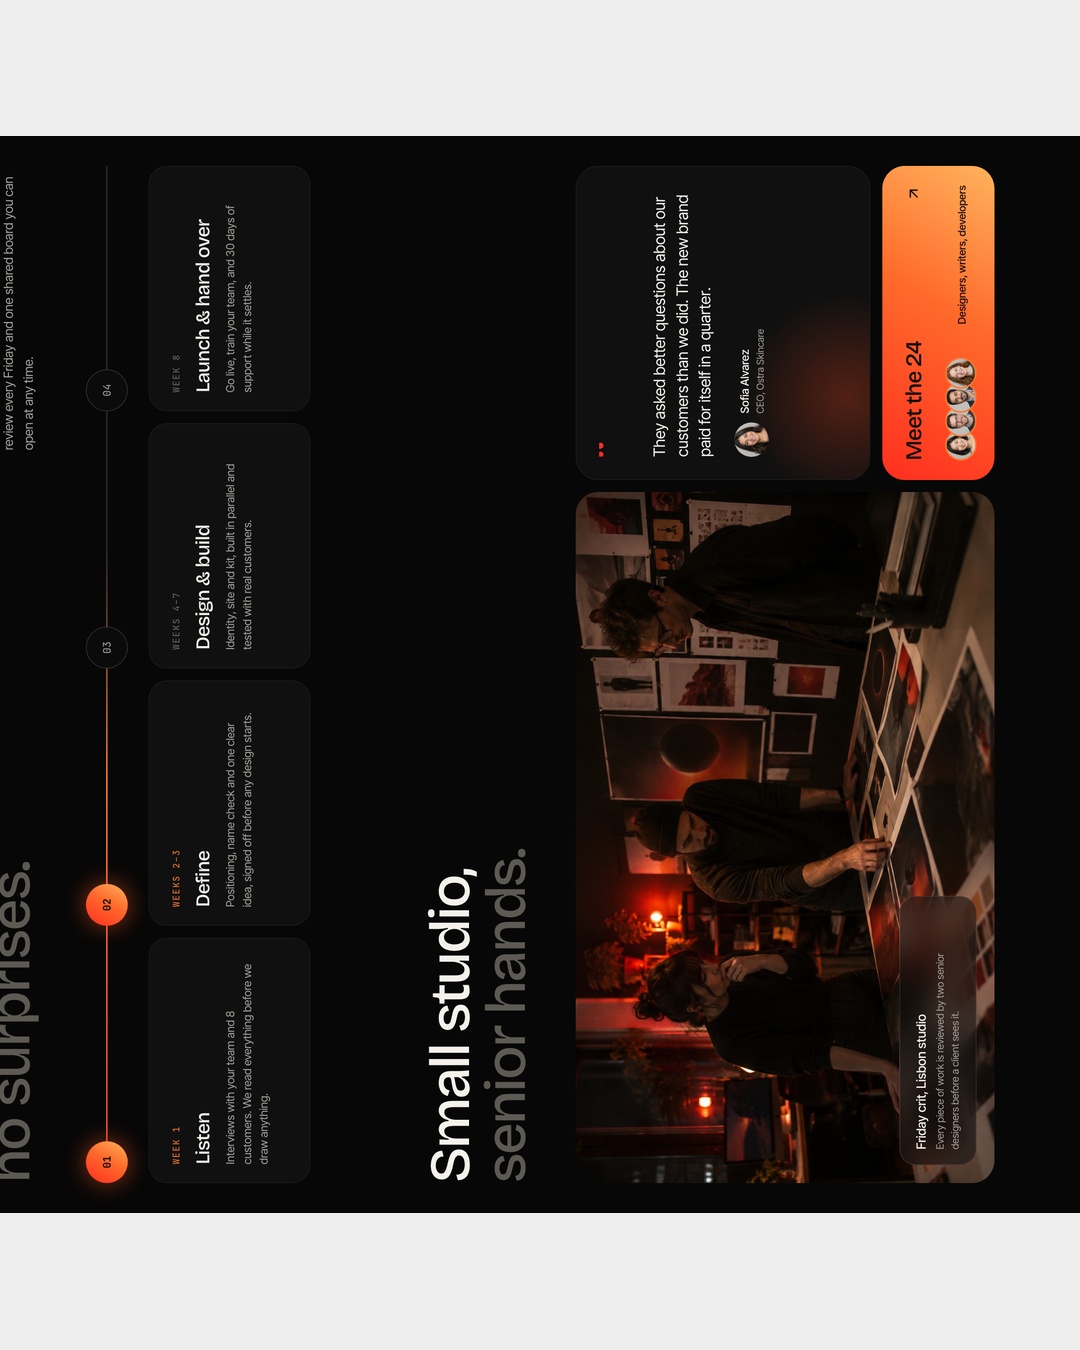 no surprises.
review every Friday and one shared board you can
open at any time.
01
02
03
04
WEEK 1
Listen
Interviews with your team and 8
customers. We read everything before we
draw anything.
WEEKS 2–3
Define
Positioning, name check and one clear
idea, signed off before any design starts.
WEEKS 4–7
Design & build
Identity, site and kit, built in parallel and
tested with real customers.
WEEK 8
Launch & hand over
Go live, train your team, and 30 days of
support while it settles.
Small studio,
senior hands.
Friday crit, Lisbon studio
Every piece of work is reviewed by two senior
designers before a client sees it.
"
They asked better questions about our
customers than we did. The new brand
paid for itself in a quarter.
Sofia Alvarez
CEO, Ostra Skincare
Meet the 24
Designers, writers, developers